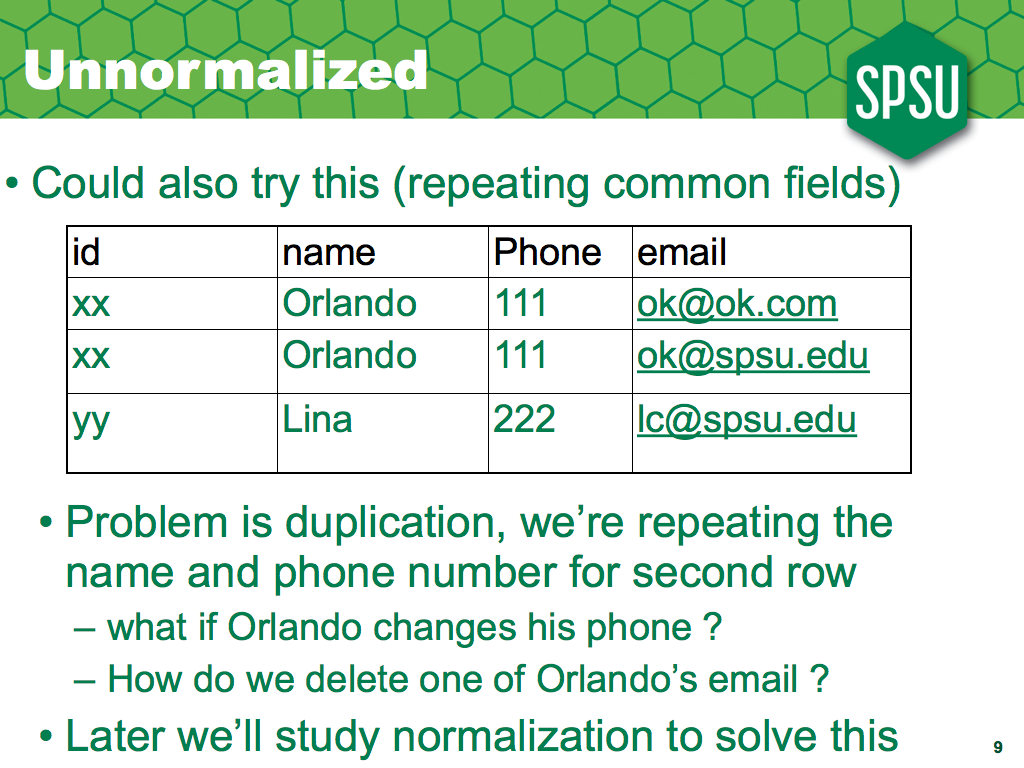 Unnormalized
SPSU
• Could also try this (repeating common fields)
id name Phone email
xx Orlando 111 ok@ok.com
xx Orlando 111 ok@spsu.edu
yy Lina 222 lc@spsu.edu
• Problem is duplication, we’re repeating the
name and phone number for second row
– what if Orlando changes his phone ?
– How do we delete one of Orlando’s email ?
• Later we’ll study normalization to solve this
9